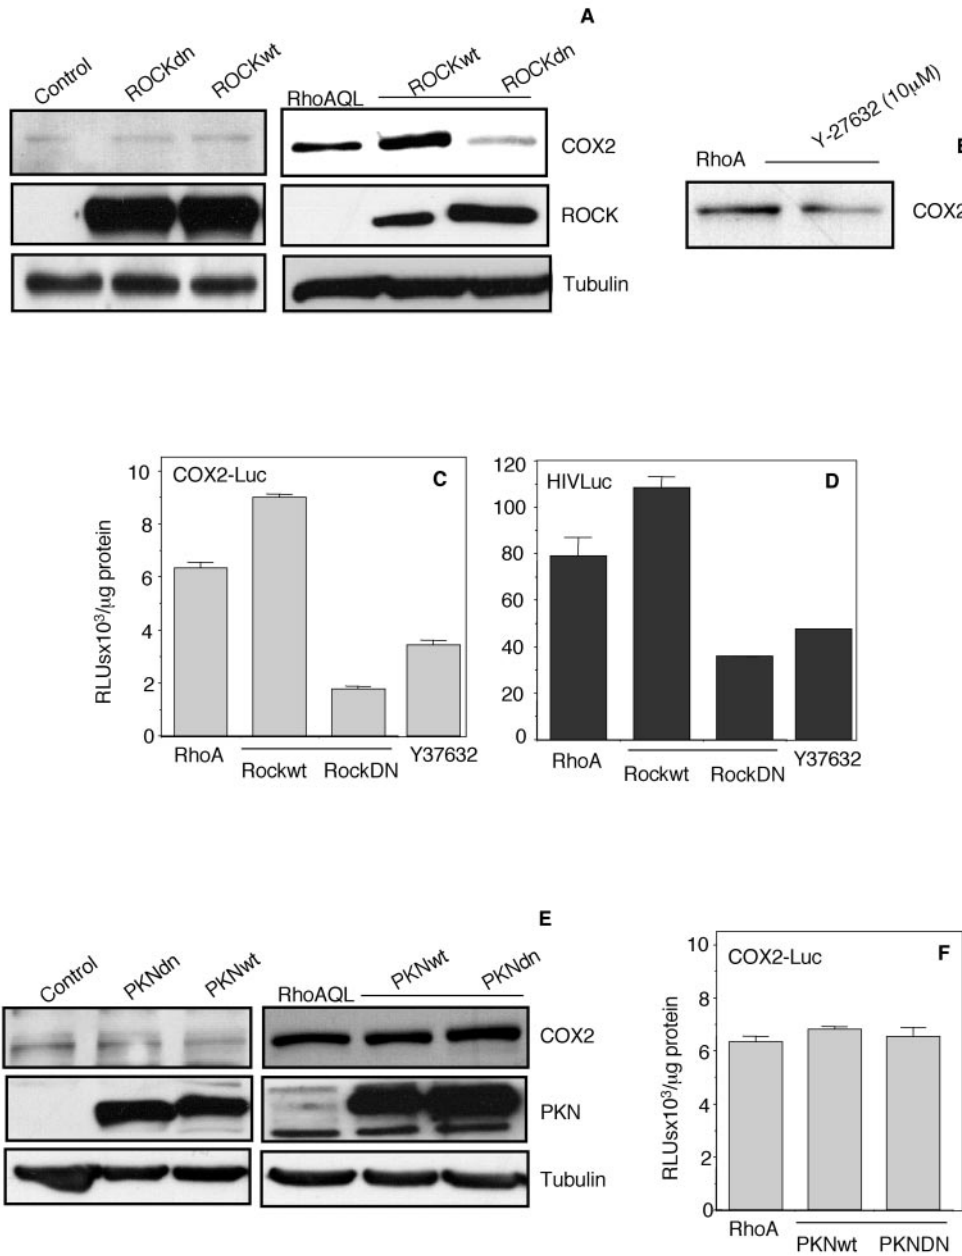 A
Control ROCKdn ROCKwt
RhoAQL ROCKwt ROCKdn
COX2
ROCK
Tubulin
RhoA Y-27632 (10μM)
COX2
C
COX2-Luc
RLUsx10³/μg protein
10
8
6
4
2
0
RhoA Rockwt RockDN Y37632
D
HIVLuc
120
100
80
60
40
20
0
RhoA Rockwt RockDN Y37632
E
Control PKNdn PKNwt
RhoAQL PKNwt PKNdn
COX2
PKN
Tubulin
F
COX2-Luc
RLUsx10³/μg protein
10
8
6
4
2
0
RhoA PKNwt PKNDN